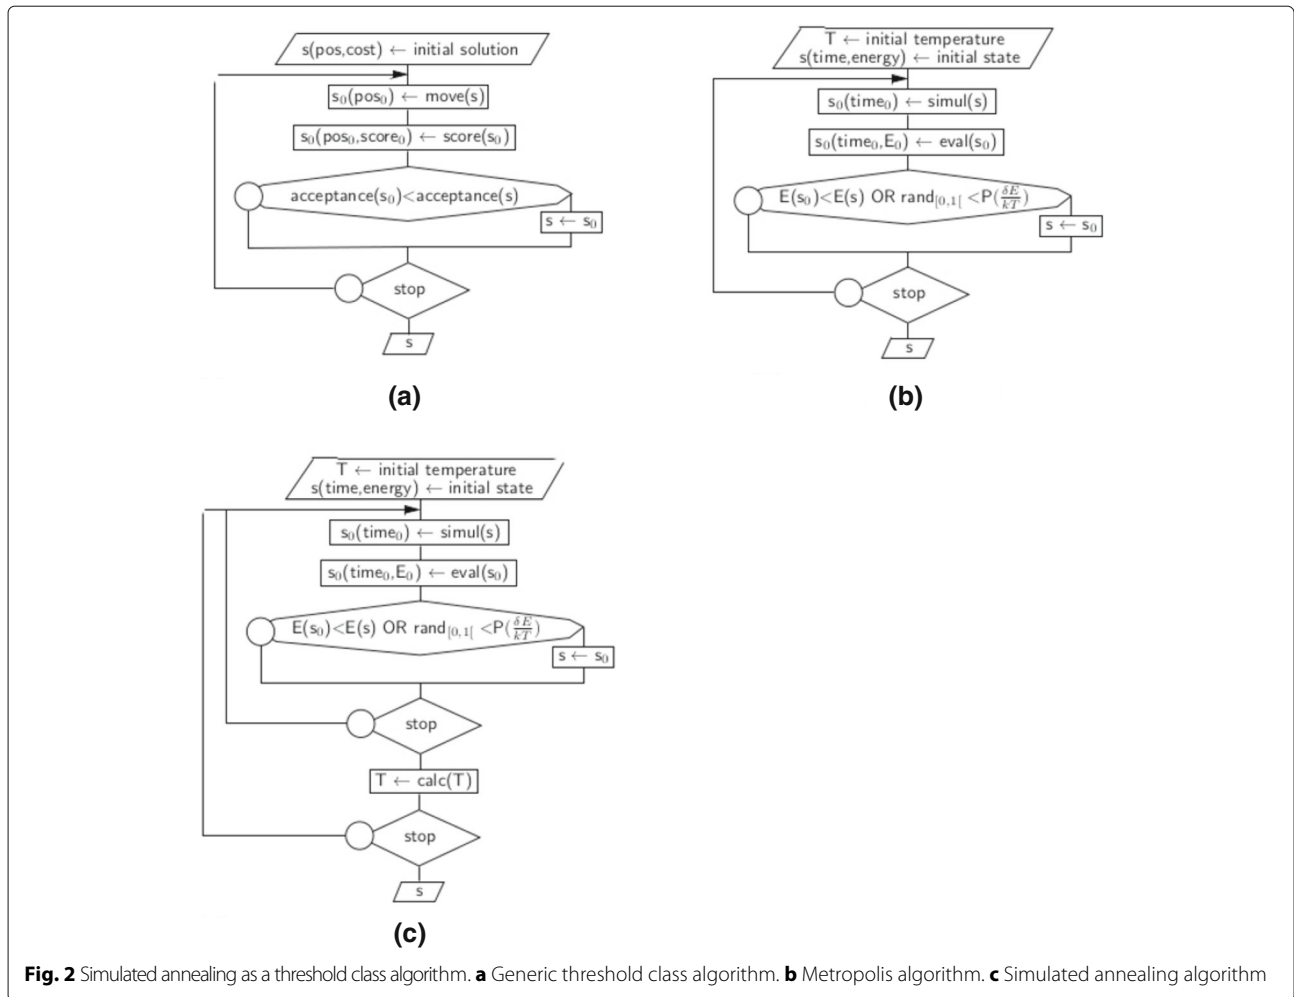 s(pos,cost) ← initial solution
s₀(pos₀) ← move(s)
s₀(pos₀,score₀) ← score(s₀)
acceptance(s₀)<acceptance(s)
s ← s₀
stop
s
(a)
T ← initial temperature
s(time,energy) ← initial state
s₀(time₀) ← simul(s)
s₀(time₀,E₀) ← eval(s₀)
E(s₀)<E(s) OR rand[0,1[ <P(δE/kT)
s ← s₀
stop
s
(b)
T ← initial temperature
s(time,energy) ← initial state
s₀(time₀) ← simul(s)
s₀(time₀,E₀) ← eval(s₀)
E(s₀)<E(s) OR rand[0,1[ <P(δE/kT)
s ← s₀
stop
T ← calc(T)
stop
s
(c)
Fig. 2 Simulated annealing as a threshold class algorithm. a Generic threshold class algorithm. b Metropolis algorithm. c Simulated annealing algorithm